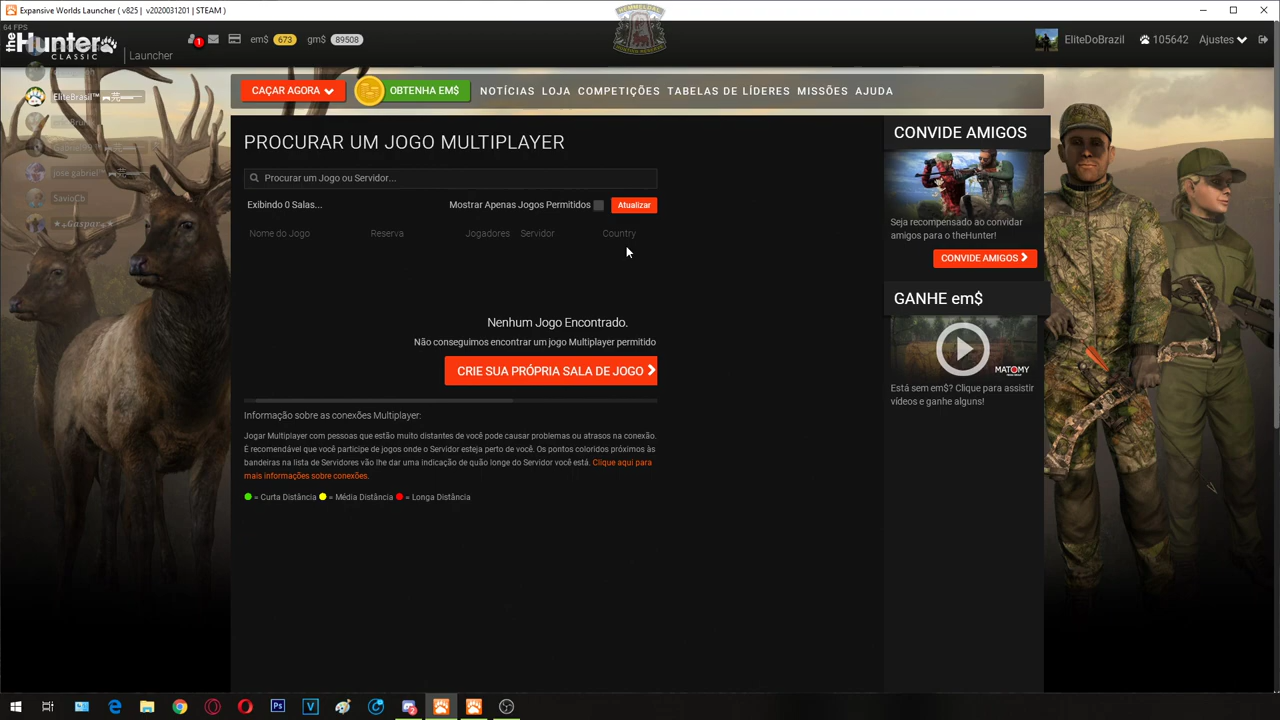 Expansive Worlds Launcher ( v825 | v2020031201 | STEAM )
64 FPS
theHunter
CLASSIC
Launcher
1
em$ 673 gm$ 89508
EliteDoBrazil 105642 Ajustes
EliteBrasil™
jose gabriel™
SavioCb
★₄Gaspar₄★
CAÇAR AGORA OBTENHA EM$ NOTÍCIAS LOJA COMPETIÇÕES TABELAS DE LÍDERES MISSÕES AJUDA
PROCURAR UM JOGO MULTIPLAYER
Procurar um Jogo ou Servidor...
Exibindo 0 Salas... Mostrar Apenas Jogos Permitidos Atualizar
Nome do Jogo Reserva Jogadores Servidor Country
Nenhum Jogo Encontrado.
Não conseguimos encontrar um jogo Multiplayer permitido
CRIE SUA PRÓPRIA SALA DE JOGO
Informação sobre as conexões Multiplayer:
Jogar Multiplayer com pessoas que estão muito distantes de você pode causar problemas ou atrasos na conexão.
É recomendável que você participe de jogos onde o Servidor esteja perto de você. Os pontos coloridos próximos às
bandeiras na lista de Servidores vão lhe dar uma indicação de quão longe do Servidor você está. Clique aqui para
mais informações sobre conexões.
= Curta Distância = Média Distância = Longa Distância
CONVIDE AMIGOS
Seja recompensado ao convidar
amigos para o theHunter!
CONVIDE AMIGOS
GANHE em$
MATOMY
Está sem em$? Clique para assistir
vídeos e ganhe alguns!
Ps
V